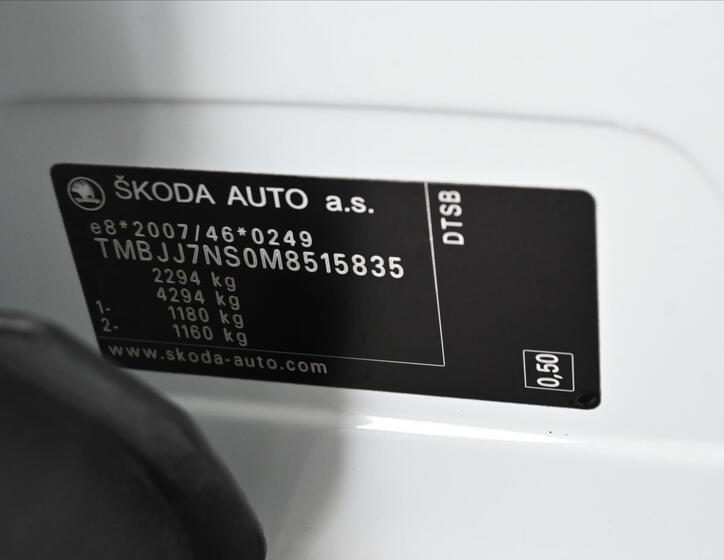 ŠKODA AUTO a.s.
e8*2007/46*0249
TMBJJ7NS0M8515835
2294 kg
4294 kg
1- 1180 kg
2- 1160 kg
www.skoda-auto.com
DTSB
0,50